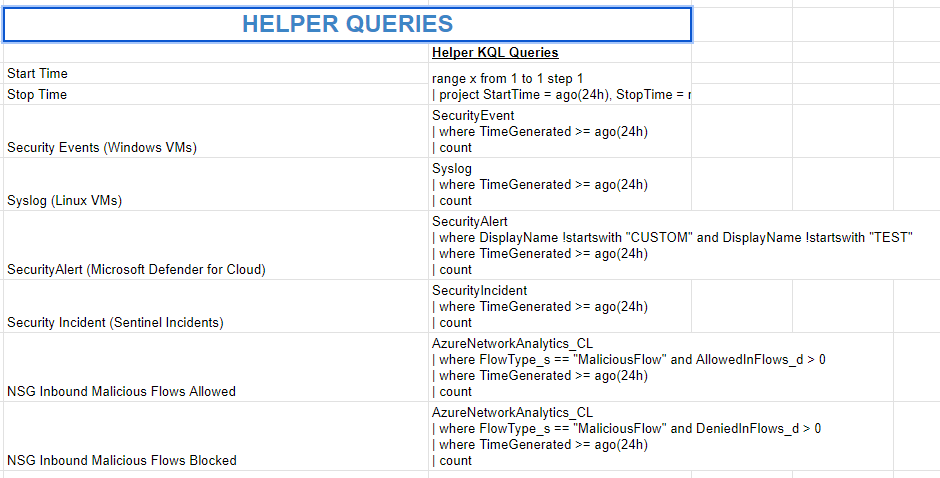 HELPER QUERIES
Helper KQL Queries
Start Time
Stop Time
range x from 1 to 1 step 1
| project StartTime = ago(24h), StopTime =
Security Events (Windows VMs)
SecurityEvent
| where TimeGenerated >= ago(24h)
| count
Syslog (Linux VMs)
Syslog
| where TimeGenerated >= ago(24h)
| count
SecurityAlert (Microsoft Defender for Cloud)
SecurityAlert
| where DisplayName !startswith "CUSTOM" and DisplayName !startswith "TEST"
| where TimeGenerated >= ago(24h)
| count
Security Incident (Sentinel Incidents)
SecurityIncident
| where TimeGenerated >= ago(24h)
| count
NSG Inbound Malicious Flows Allowed
AzureNetworkAnalytics_CL
| where FlowType_s == "MaliciousFlow" and AllowedInFlows_d > 0
| where TimeGenerated >= ago(24h)
| count
NSG Inbound Malicious Flows Blocked
AzureNetworkAnalytics_CL
| where FlowType_s == "MaliciousFlow" and DeniedInFlows_d > 0
| where TimeGenerated >= ago(24h)
| count